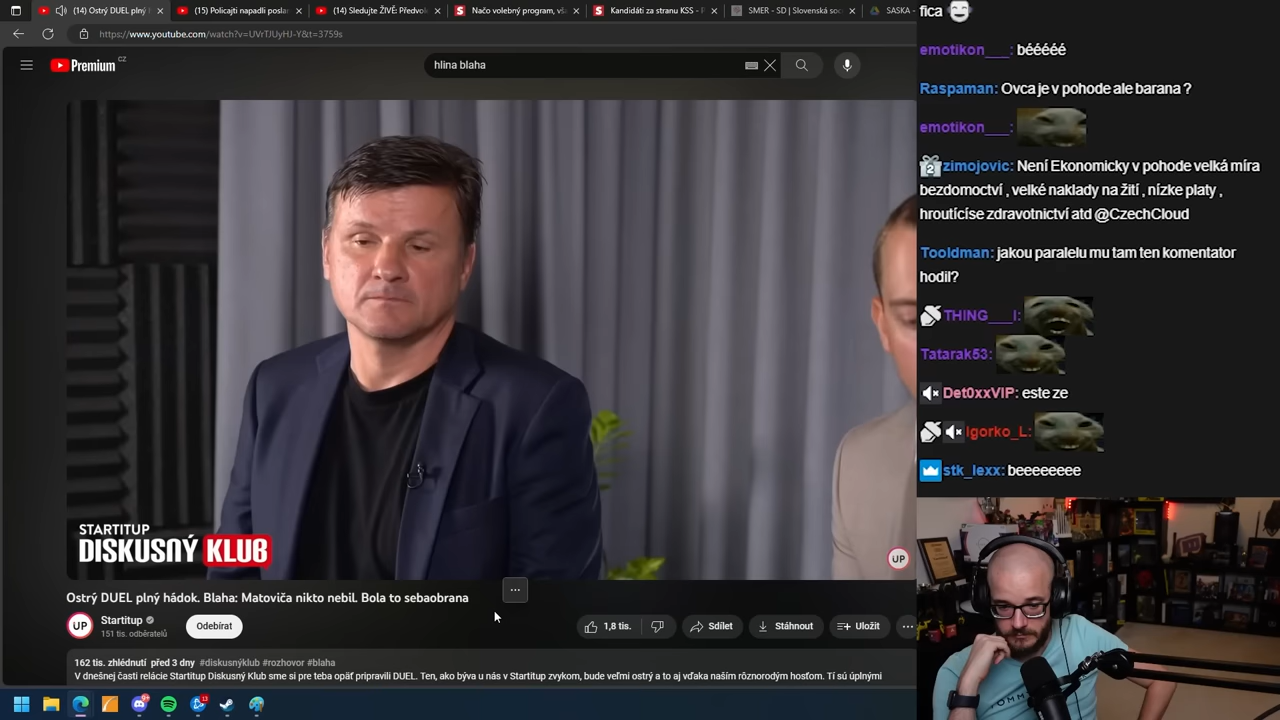 (14) Ostrý DUEL plný h
(15) Policajti napadli poslan
(14) Sledujte ŽIVĚ: Předvol
Načo volebný program, vša
Kandidáti za stranu KSS - P
SMER - SD | Slovenská soc
SASKA -
https://www.youtube.com/watch?v=UVrTJUyHJ-Y&t=3759s
Premium CZ
hlina blaha
STARTITUP
DISKUSNÝ KLUB
UP
Ostrý DUEL plný hádok. Blaha: Matoviča nikto nebil. Bola to sebaobrana
...
UP
Startitup
151 tis. odběratelů
Odebírat
1,8 tis.
Sdílet
Stáhnout
Uložit
162 tis. zhlédnutí před 3 dny #diskusnýklub #rozhovor #blaha
V dnešnej časti relácie Startitup Diskusný Klub sme si pre teba opäť pripravili DUEL. Ten, ako býva u nás v Startitup zvykom, bude veľmi ostrý a to aj vďaka naším rôznorodým hosťom. Tí sú úplnými
fica
emotikon___: bééééé
Raspaman: Ovca je v pohode ale barana ?
emotikon___:
2 zimojovic: Není Ekonomicky v pohode velká míra
bezdomoctví , velké naklady na žití , nízke platy ,
hroutícíse zdravotnictví atd @CzechCloud
Tooldman: jakou paralelu mu tam ten komentator
hodil?
THING___I:
Tatarak53:
Det0xxVIP: este ze
Igorko_L:
stk_lexx: beeeeeeee